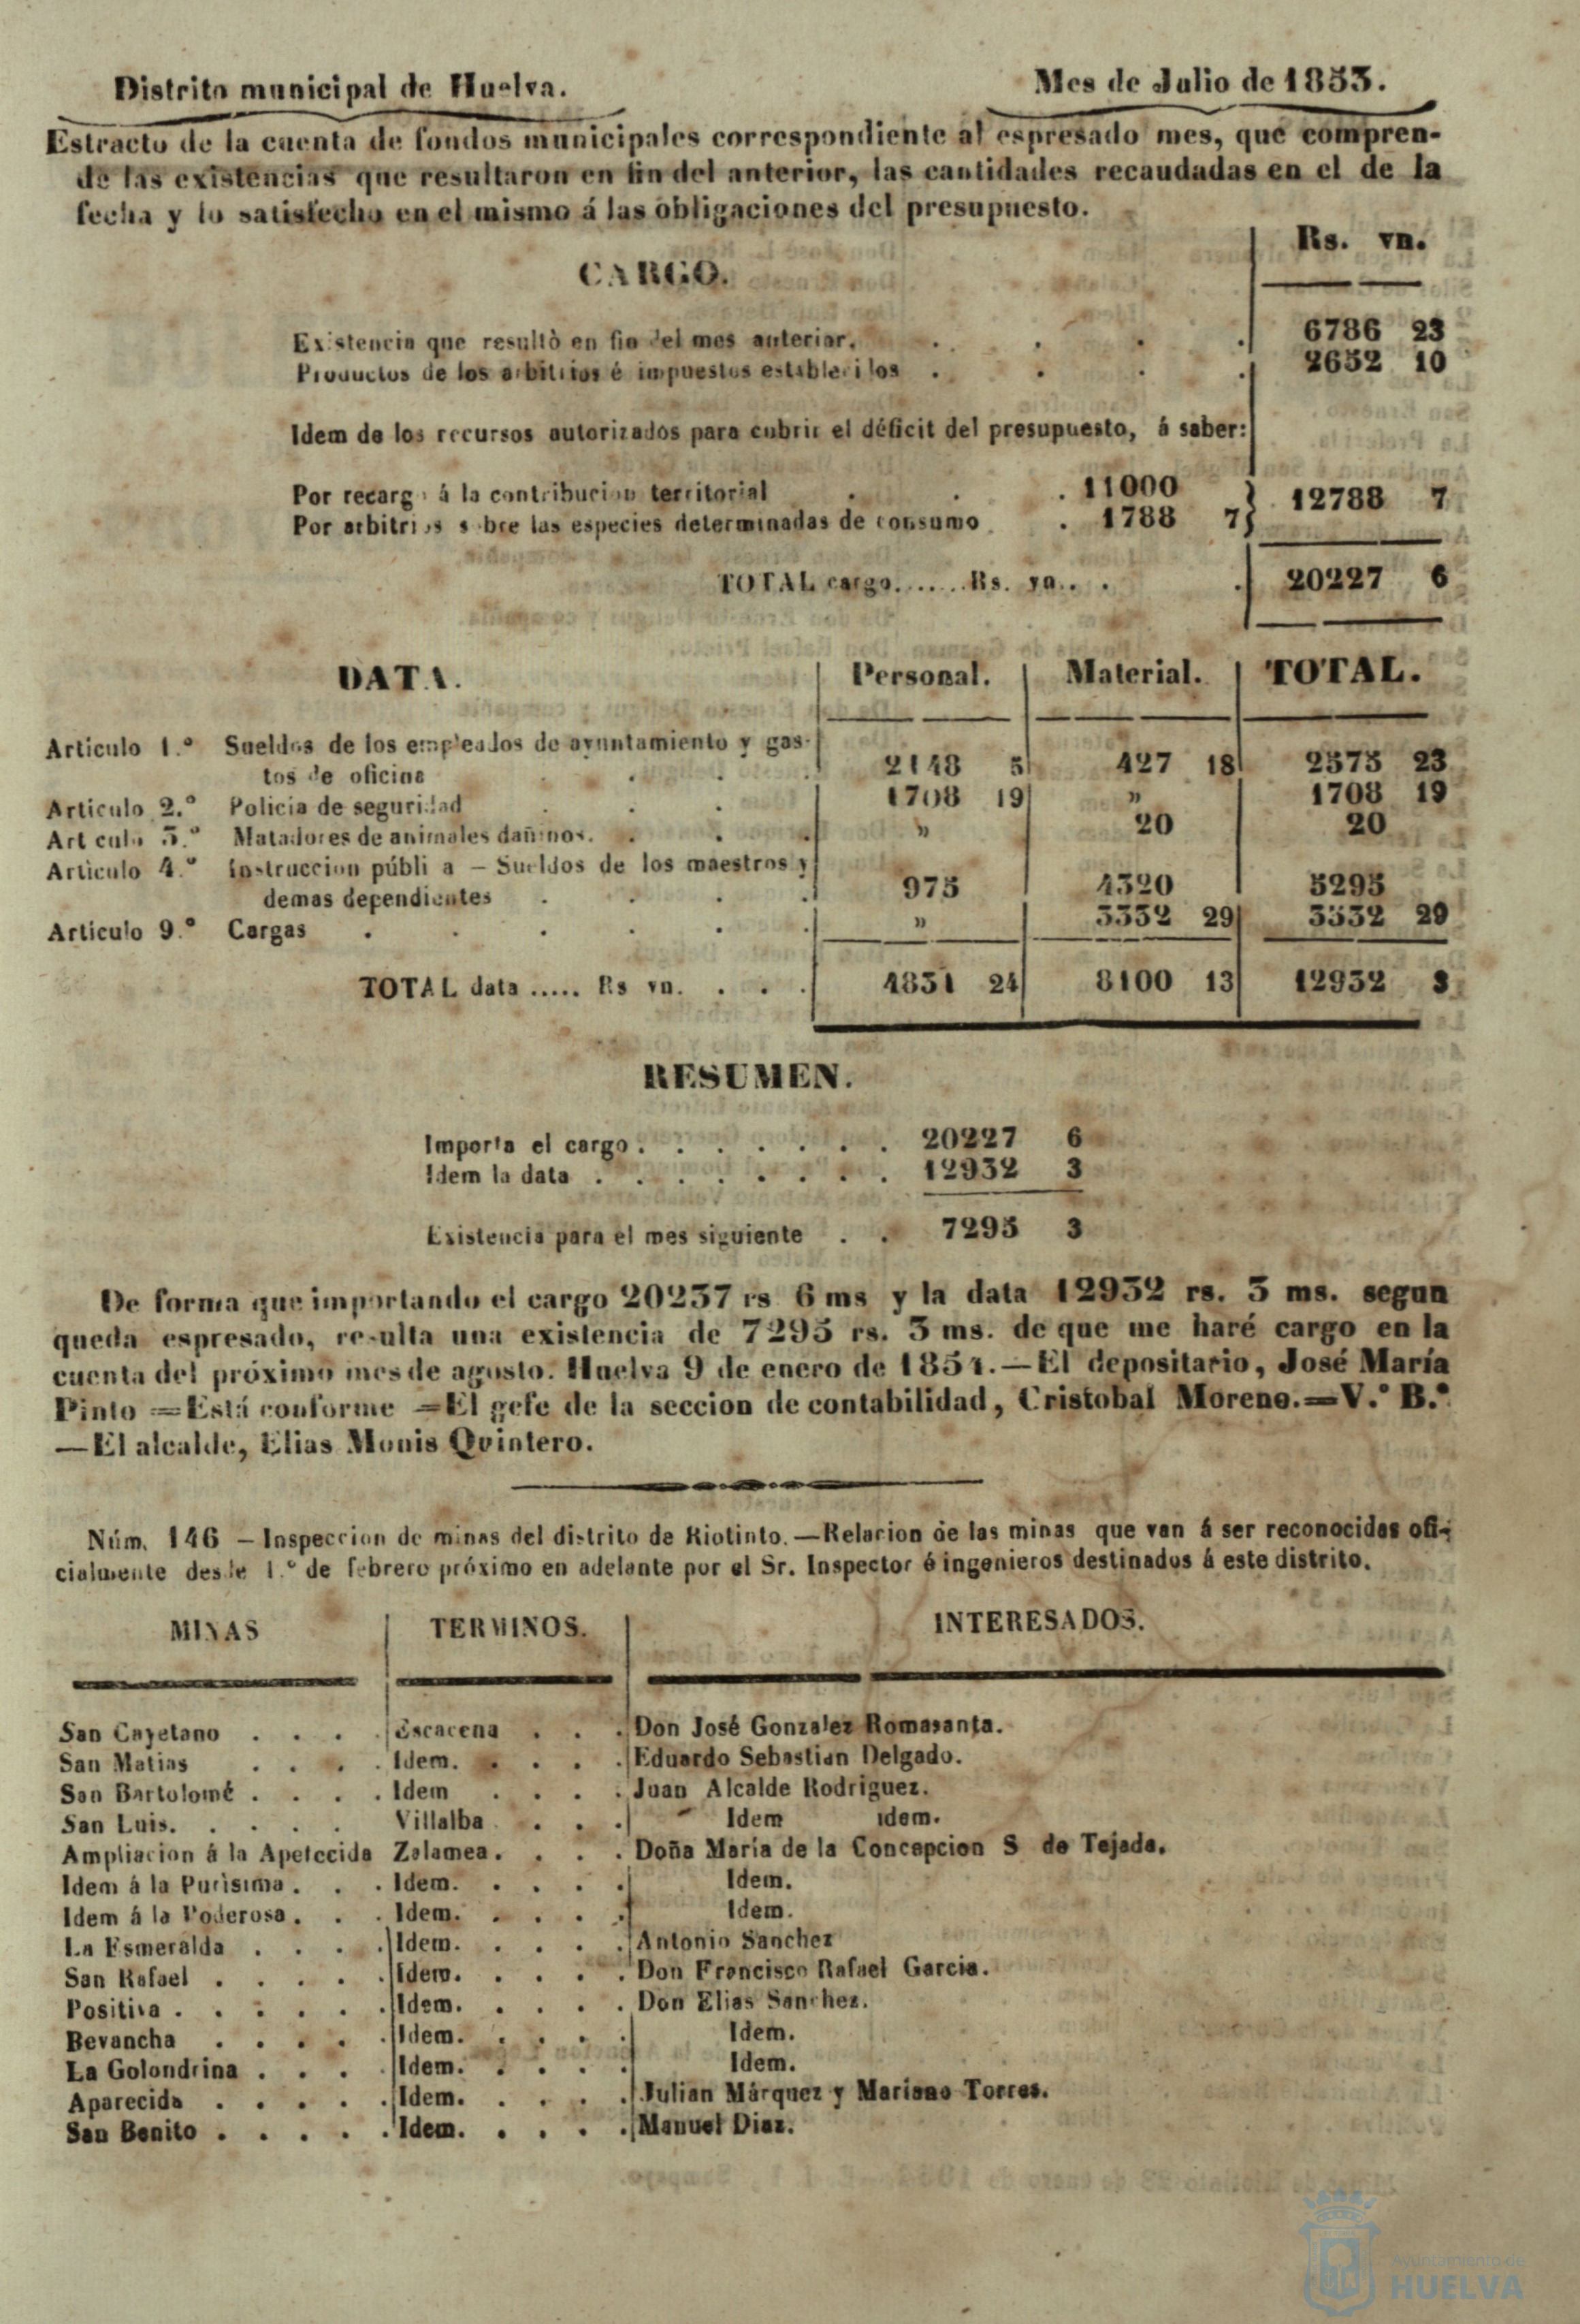 Distrito municipal de Huelva. Mes de Julio de 1853.
Estracto de la cuenta de fondos municipales correspondiente al espresado mes, que compren-
de las existencias que resultaron en fin del anterior, las cantidades recaudadas en el de la
fecha y lo satisfecho en el mismo á las obligaciones del presupuesto.
Rs. vn.
CARGO.
Existencia que resultò en fin del mes anterior. . . . . 6786 23
Productos de los arbitrios é impuestos establecidos . . . . 2652 10
Idem de los recursos autorizados para cubrir el déficit del presupuesto, á saber:
Por recargo á la contribucion territorial . . . 11000
Por arbitrios sobre las especies determinadas de consumo . 1788 7} 12788 7
TOTAL cargo...... Rs. vn. . . . 20227 6
DATA. Personal. Material. TOTAL.
Articulo 1.º Sueldos de los empleados de ayuntamiento y gas-
tos de oficina . . . 2148 5 427 18 2575 23
Articulo 2.º Policia de seguridad . . . 1708 19 » 1708 19
Articulo 3.º Matadores de animales dañinos. . . . » 20 20
Articulo 4.º Instruccion públi a — Sueldos de los maestros y
demas dependientes . . . . 975 4320 5295
Articulo 9.º Cargas . . . . . . » 3332 29 3332 29
TOTAL data ..... Rs vn. . . . 4831 24 8100 13 12932 3
RESUMEN.
Importa el cargo . . . . . . . 20227 6
Idem la data . . . . . . . . 12932 3
Existencia para el mes siguiente . . 7295 3
De forma que importando el cargo 20237 rs 6 ms y la data 12932 rs. 3 ms. segun
queda espresado, resulta una existencia de 7295 rs. 3 ms. de que me haré cargo en la
cuenta del próximo mes de agosto. Huelva 9 de enero de 1854.—El depositario, José María
Pinto =Está conforme =El gefe de la seccion de contabilidad, Cristobal Moreno.=V.º B.º
—El alcalde, Elias Monis Quintero.
Núm. 146 — Inspeccion de minas del distrito de Riotinto.—Relacion de las minas que van á ser reconocidas ofi-
cialmente desde 1.º de febrero próximo en adelante por el Sr. Inspector é ingenieros destinados á este distrito.
MINAS TERMINOS. INTERESADOS.
San Cayetano . . . . Escacena . . . Don José Gonzalez Romasanta.
San Matias . . . . Idem. . . . . Eduardo Sebastian Delgado.
San Bartolomé . . . . Idem . . . . Juan Alcalde Rodriguez.
San Luis. . . . . Villalba . . . Idem idem.
Ampliacion á la Apetecida Zalamea . . . . Doña María de la Concepcion S de Tejada.
Idem á la Purisima . . . Idem. . . . . Idem.
Idem á la Poderosa . . . Idem. . . . . Idem.
La Esmeralda . . . . Idem. . . . . Antonio Sanchez
San Rafael . . . . . Idem. . . . . Don Francisco Rafael Garcia.
Positiva . . . . . . Idem. . . . . Don Elias Sanchez.
Bevancha . . . . . Idem. . . . . Idem.
La Golondrina . . . Idem. . . . . Idem.
Aparecida . . . . . Idem. . . . . Julian Márquez y Mariano Torres.
San Benito . . . . . Idem. . . . . Manuel Diaz.
Ayuntamiento de
HUELVA